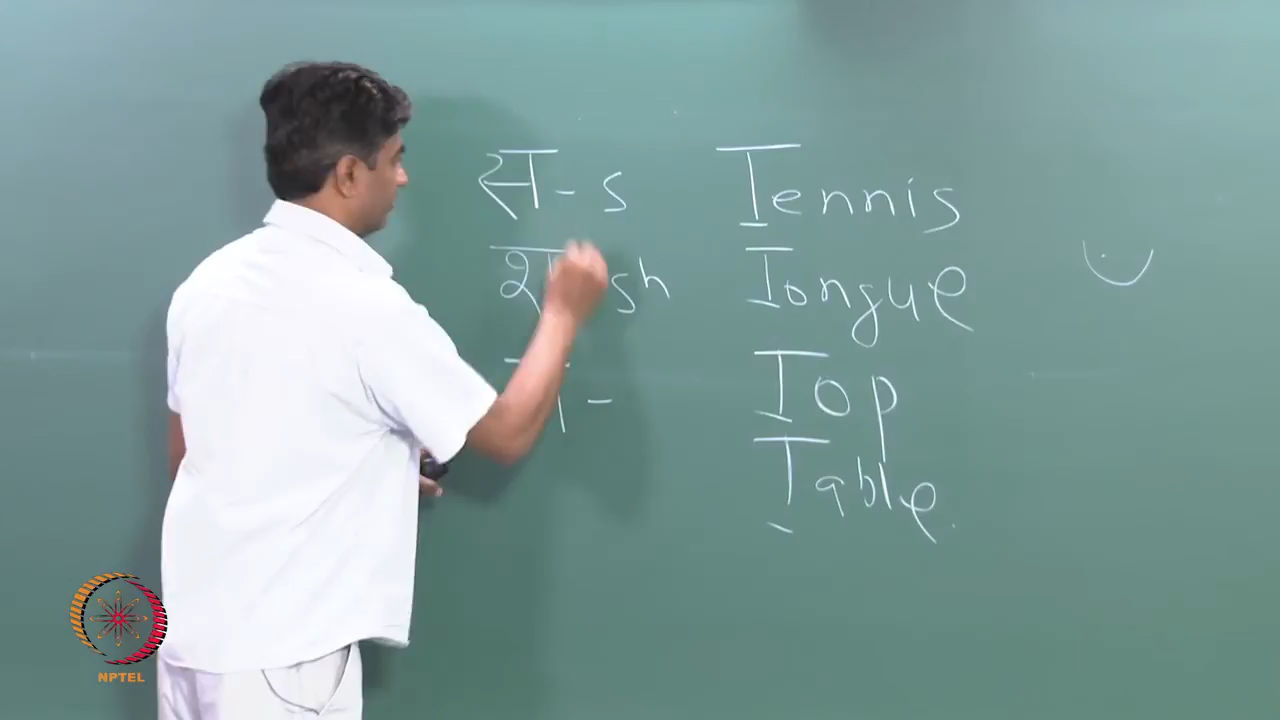 स - s Tennis
श sh Tongue
- Top
Table
NPTEL